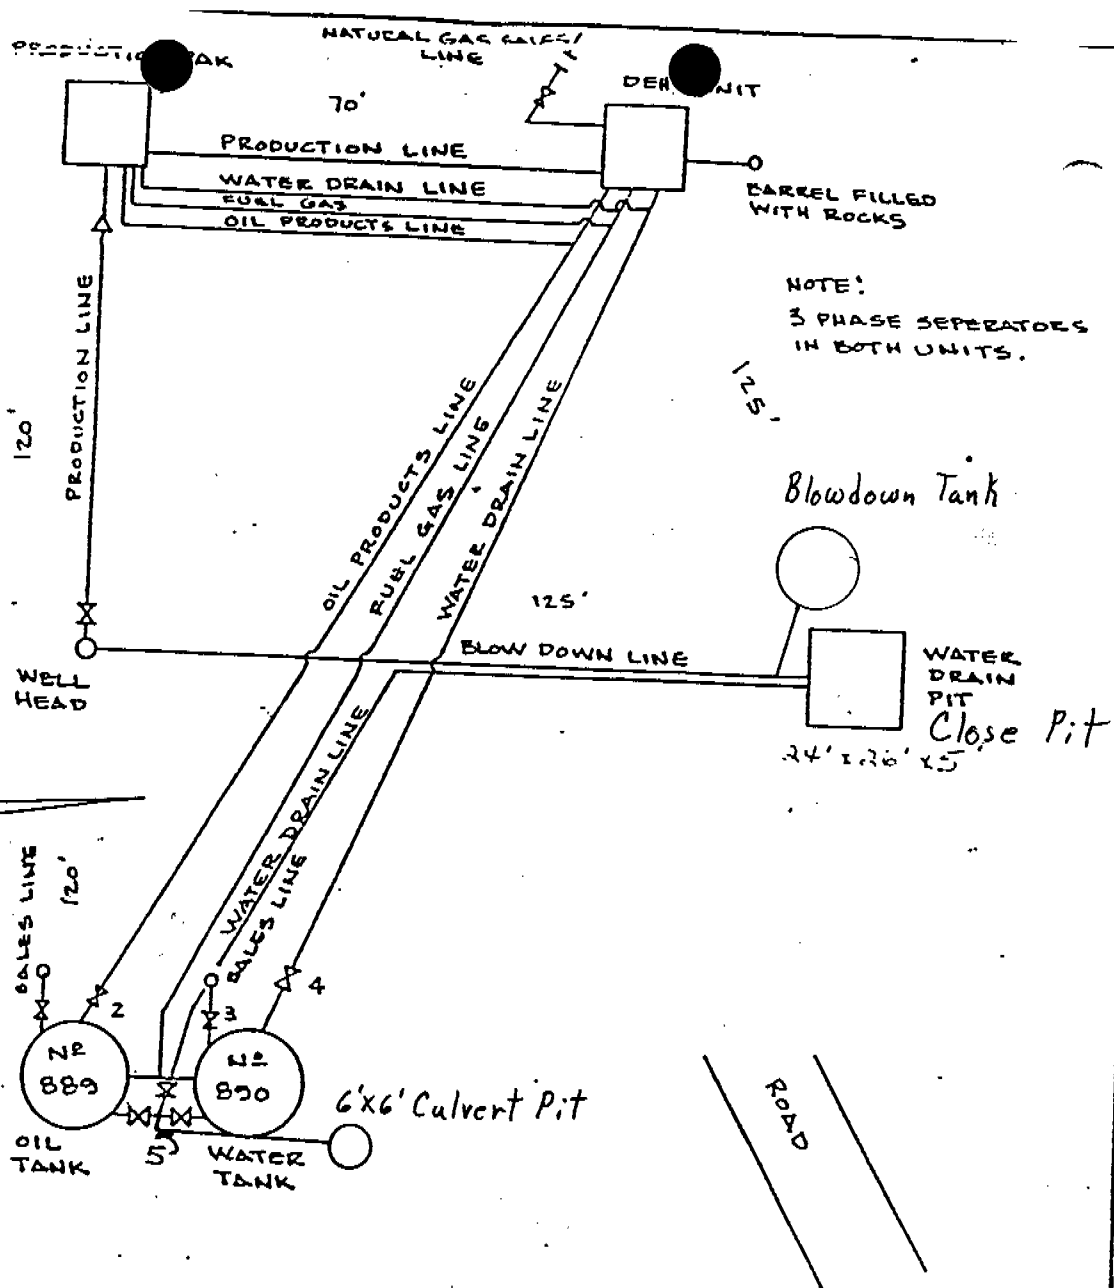 NATURAL GAS SALES/
LINE
70'
PRODUCTION LINE
WATER DRAIN LINE
FUEL GAS
OIL PRODUCTS LINE
BARREL FILLED
WITH ROCKS
NOTE:
3 PHASE SEPERATORS
IN BOTH UNITS.
125'
PRODUCTION LINE
120'
OIL PRODUCTS LINE
FUEL GAS LINE
WATER DRAIN LINE
Blowdown Tank
125'
BLOW DOWN LINE
WELL
HEAD
WATER
DRAIN
PIT
Close Pit
24' x 26' x 5'
WATER DRAIN LINE
SALES LINE
SALES LINE
120'
2
3
4
No
889
No
890
6'x6' Culvert Pit
OIL
TANK
5
WATER
TANK
ROAD